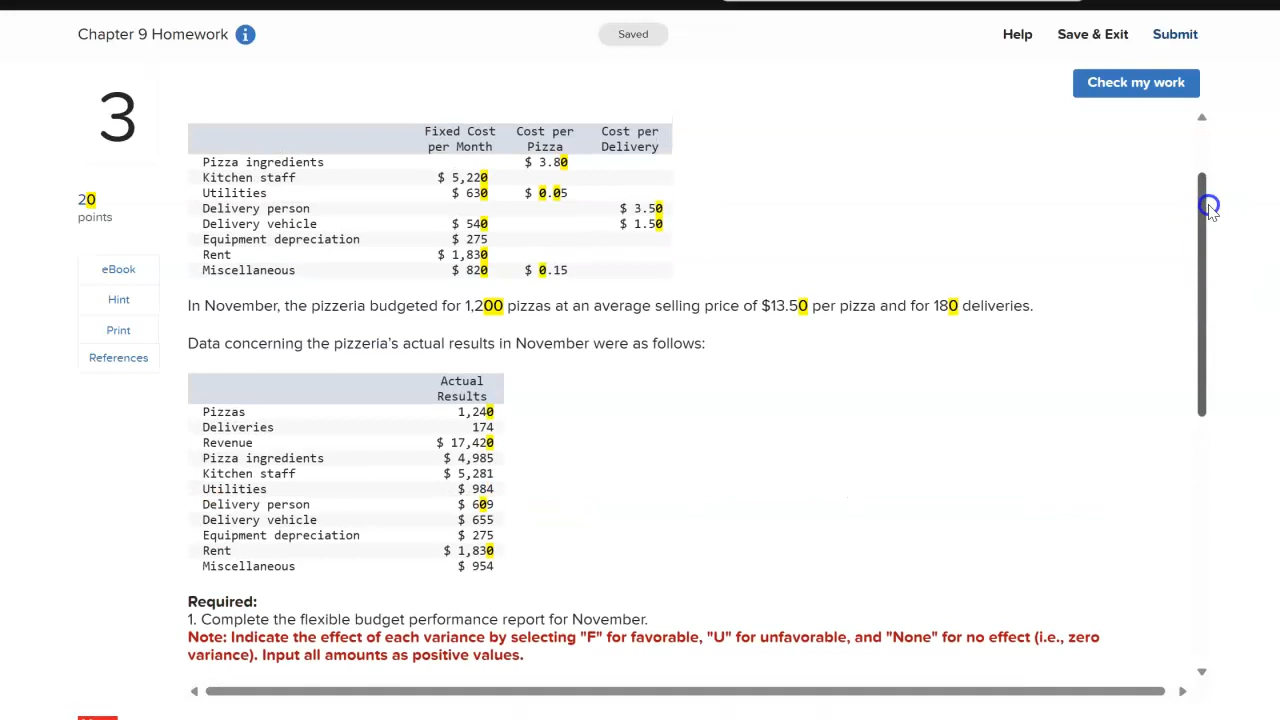 Chapter 9 Homework i
Saved
Help Save & Exit Submit
Check my work
3
20
points
eBook
Hint
Print
References
Fixed Cost per Month Cost per Pizza Cost per Delivery
Pizza ingredients $ 3.80
Kitchen staff $ 5,220
Utilities $ 630 $ 0.05
Delivery person $ 3.50
Delivery vehicle $ 540 $ 1.50
Equipment depreciation $ 275
Rent $ 1,830
Miscellaneous $ 820 $ 0.15
In November, the pizzeria budgeted for 1,200 pizzas at an average selling price of $13.50 per pizza and for 180 deliveries.
Data concerning the pizzeria's actual results in November were as follows:
Actual
Results
Pizzas 1,240
Deliveries 174
Revenue $ 17,420
Pizza ingredients $ 4,985
Kitchen staff $ 5,281
Utilities $ 984
Delivery person $ 609
Delivery vehicle $ 655
Equipment depreciation $ 275
Rent $ 1,830
Miscellaneous $ 954
Required:
1. Complete the flexible budget performance report for November.
Note: Indicate the effect of each variance by selecting "F" for favorable, "U" for unfavorable, and "None" for no effect (i.e., zero
variance). Input all amounts as positive values.